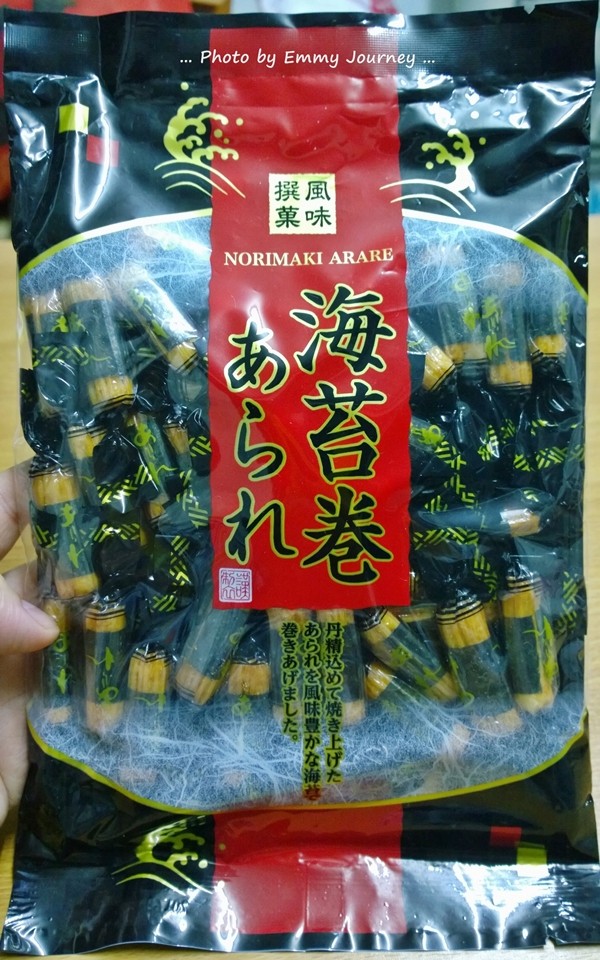 ... Photo by Emmy Journey ...
風味
撰菓
NORIMAKI ARARE
海苔巻
あられ
謹製
丹精込めて焼き上げた
あられを風味豊かな海苔
巻きあげました。